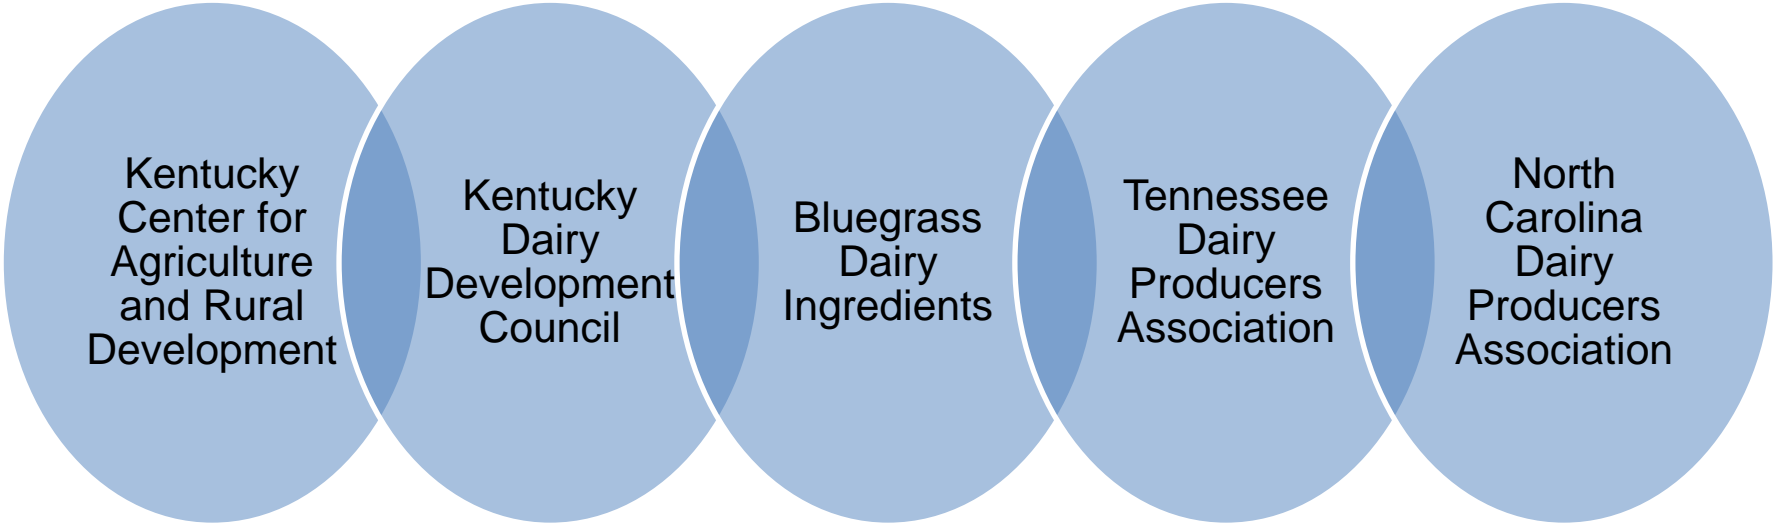 Kentucky
Center for
Agriculture
and Rural
Development
Kentucky
Dairy
Development
Council
Bluegrass
Dairy
Ingredients
Tennessee
Dairy
Producers
Association
North
Carolina
Dairy
Producers
Association